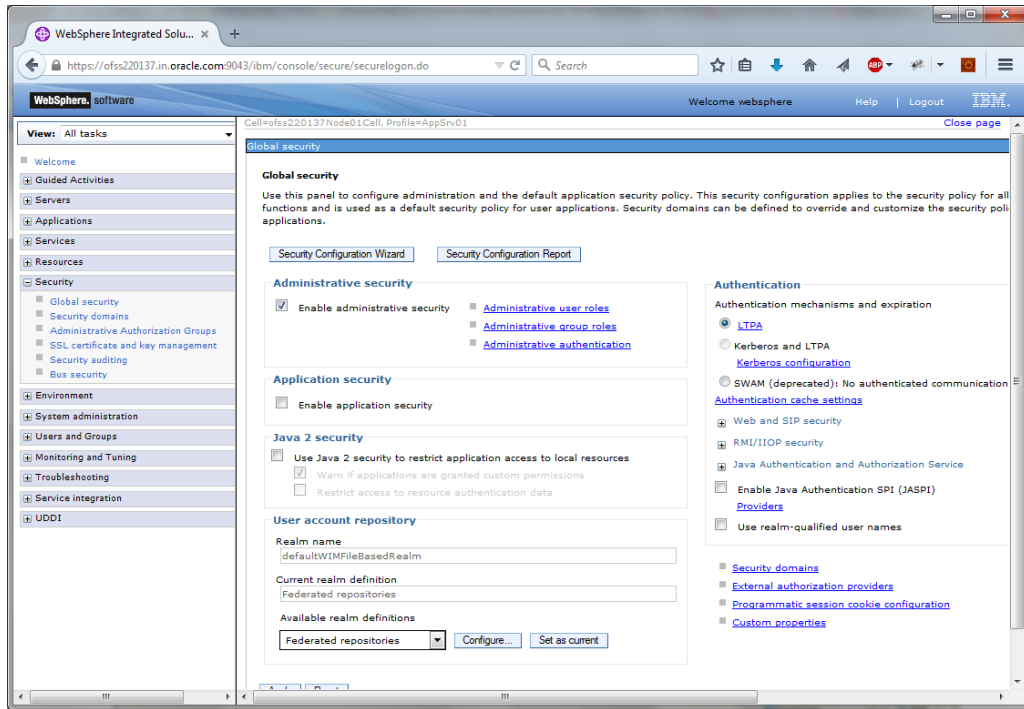 WebSphere Integrated Solu... ×
https://ofss220137.in.oracle.com:9043/ibm/console/secure/securelogon.do
Search
ABP
WebSphere. software
Welcome websphere
Help | Logout
IBM.
View: All tasks
Welcome
Guided Activities
Servers
Applications
Services
Resources
Security
Global security
Security domains
Administrative Authorization Groups
SSL certificate and key management
Security auditing
Bus security
Environment
System administration
Users and Groups
Monitoring and Tuning
Troubleshooting
Service integration
UDDI
Cell=ofss220137Node01Cell, Profile=AppSrv01
Close page
Global security
Global security
Use this panel to configure administration and the default application security policy. This security configuration applies to the security policy for all
functions and is used as a default security policy for user applications. Security domains can be defined to override and customize the security poli
applications.
Security Configuration Wizard
Security Configuration Report
Administrative security
Enable administrative security
Administrative user roles
Administrative group roles
Administrative authentication
Application security
Enable application security
Java 2 security
Use Java 2 security to restrict application access to local resources
Warn if applications are granted custom permissions
Restrict access to resource authentication data
User account repository
Realm name
defaultWIMFileBasedRealm
Current realm definition
Federated repositories
Available realm definitions
Federated repositories
Configure...
Set as current
Authentication
Authentication mechanisms and expiration
LTPA
Kerberos and LTPA
Kerberos configuration
SWAM (deprecated): No authenticated communication
Authentication cache settings
Web and SIP security
RMI/IIOP security
Java Authentication and Authorization Service
Enable Java Authentication SPI (JASPI)
Providers
Use realm-qualified user names
Security domains
External authorization providers
Programmatic session cookie configuration
Custom properties